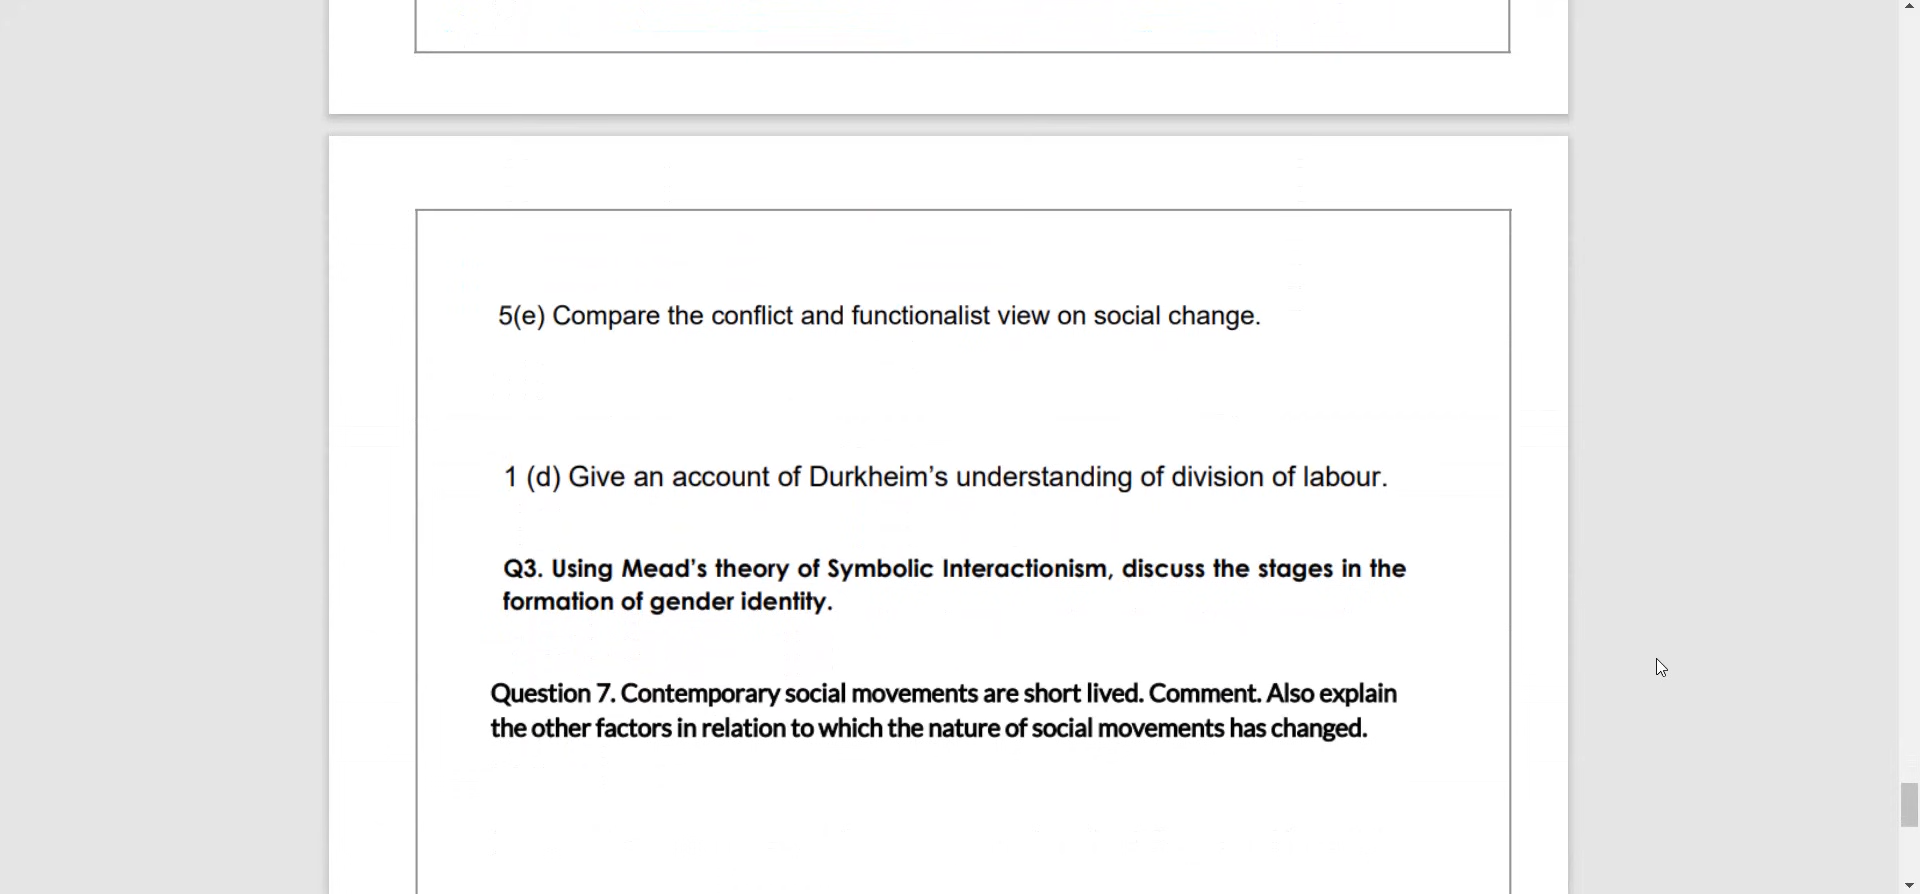 5(e) Compare the conflict and functionalist view on social change.
1 (d) Give an account of Durkheim’s understanding of division of labour.
Q3. Using Mead’s theory of Symbolic Interactionism, discuss the stages in the
formation of gender identity.
Question 7. Contemporary social movements are short lived. Comment. Also explain
the other factors in relation to which the nature of social movements has changed.